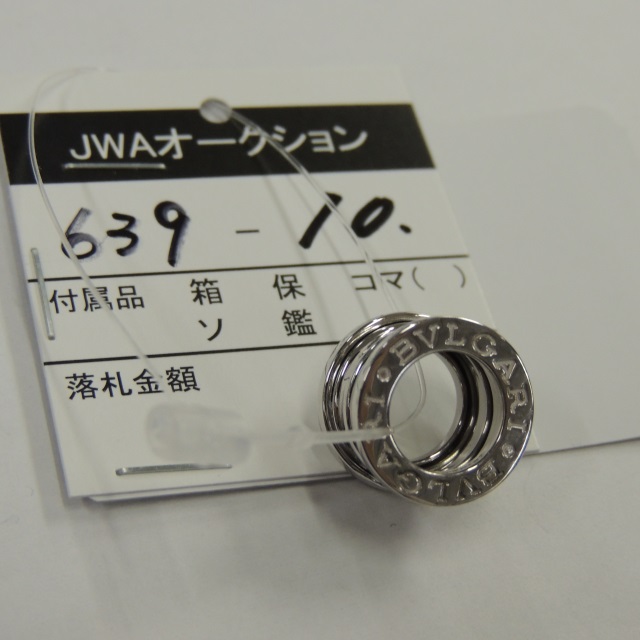 JWAオークション
639 - 10.
付属品 箱 保 コマ( )
ソ 鑑
落札金額
BVLGARI • BVLGARI •